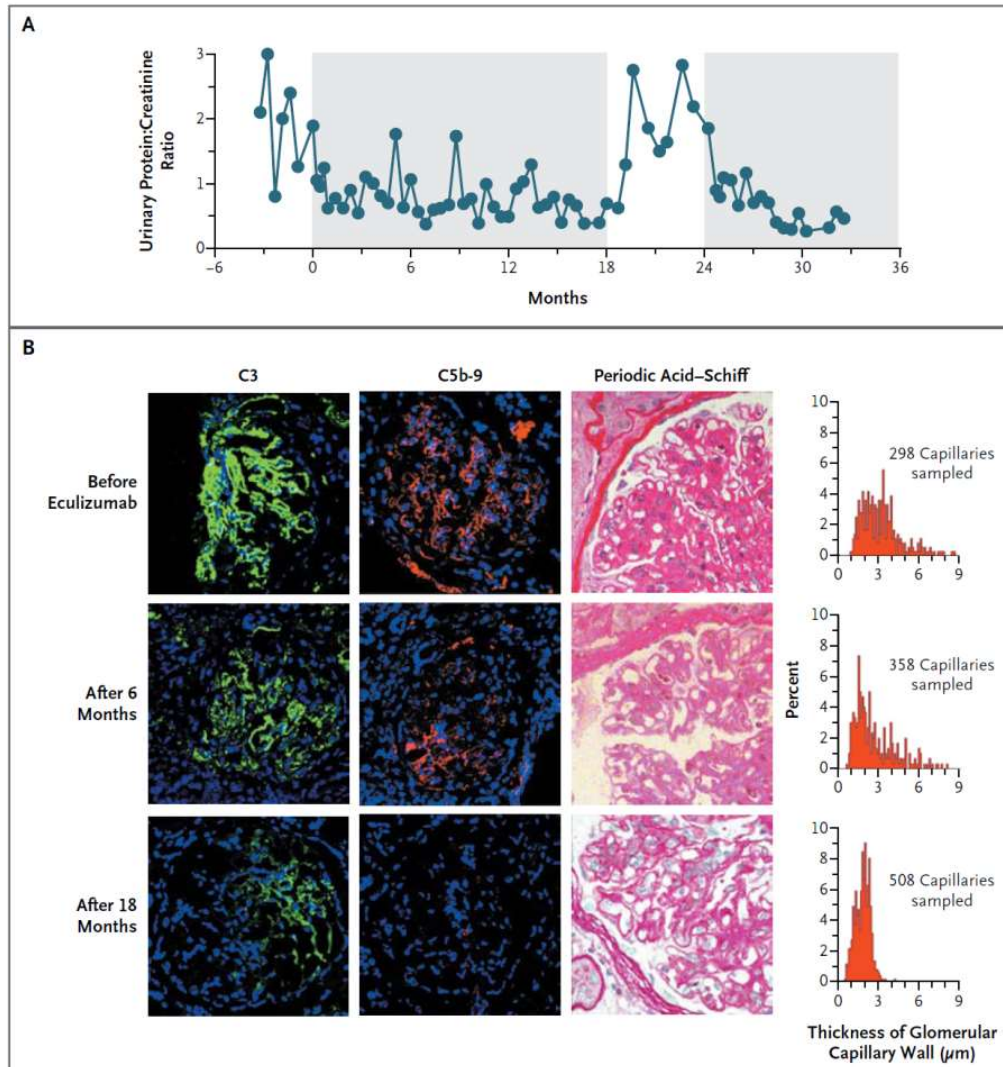 A
Urinary Protein:Creatinine
Ratio
3
2
1
0
−6
0
6
12
18
24
30
36
Months
B
C3
C5b-9
Periodic Acid–Schiff
Before
Eculizumab
10
8
6
4
2
0
298 Capillaries
sampled
0
3
6
9
After 6
Months
Percent
10
8
6
4
2
0
358 Capillaries
sampled
0
3
6
9
After 18
Months
10
8
6
4
2
0
508 Capillaries
sampled
0
3
6
9
Thickness of Glomerular
Capillary Wall (µm)